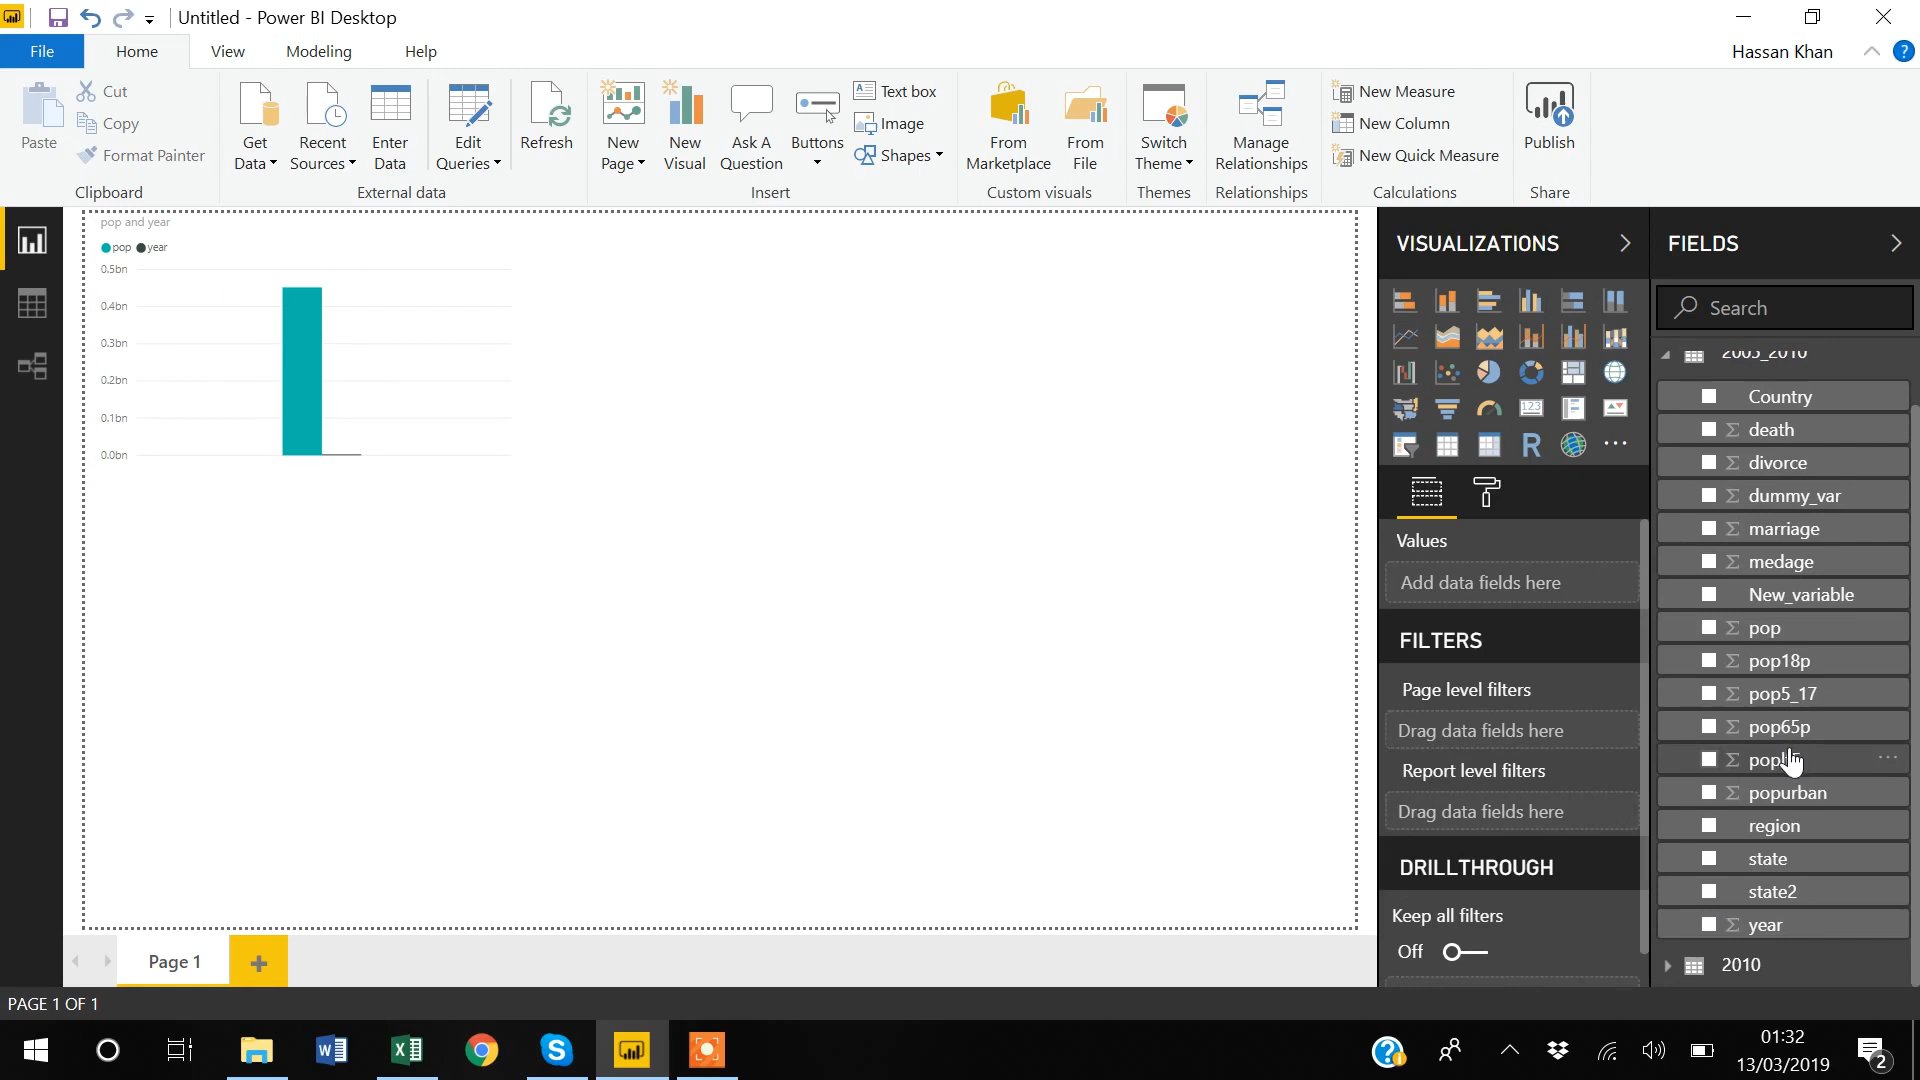 Untitled - Power BI Desktop
File Home View Modeling Help Hassan Khan
Paste
Cut
Copy
Format Painter
Clipboard
Get Data
Recent Sources
Enter Data
Edit Queries
Refresh
External data
New Page
New Visual
Ask A Question
Buttons
Text box
Image
Shapes
Insert
From Marketplace
From File
Custom visuals
Switch Theme
Themes
Manage Relationships
Relationships
New Measure
New Column
New Quick Measure
Calculations
Publish
Share
pop and year
pop year
0.5bn
0.4bn
0.3bn
0.2bn
0.1bn
0.0bn
VISUALIZATIONS
123
R
Values
Add data fields here
FILTERS
Page level filters
Drag data fields here
Report level filters
Drag data fields here
DRILLTHROUGH
Keep all filters
Off
FIELDS
Search
Country
Σ death
Σ divorce
Σ dummy_var
Σ marriage
Σ medage
New_variable
Σ pop
Σ pop18p
Σ pop5_17
Σ pop65p
Σ popurban
region
state
state2
Σ year
2010
Page 1
PAGE 1 OF 1
01:32
13/03/2019
2